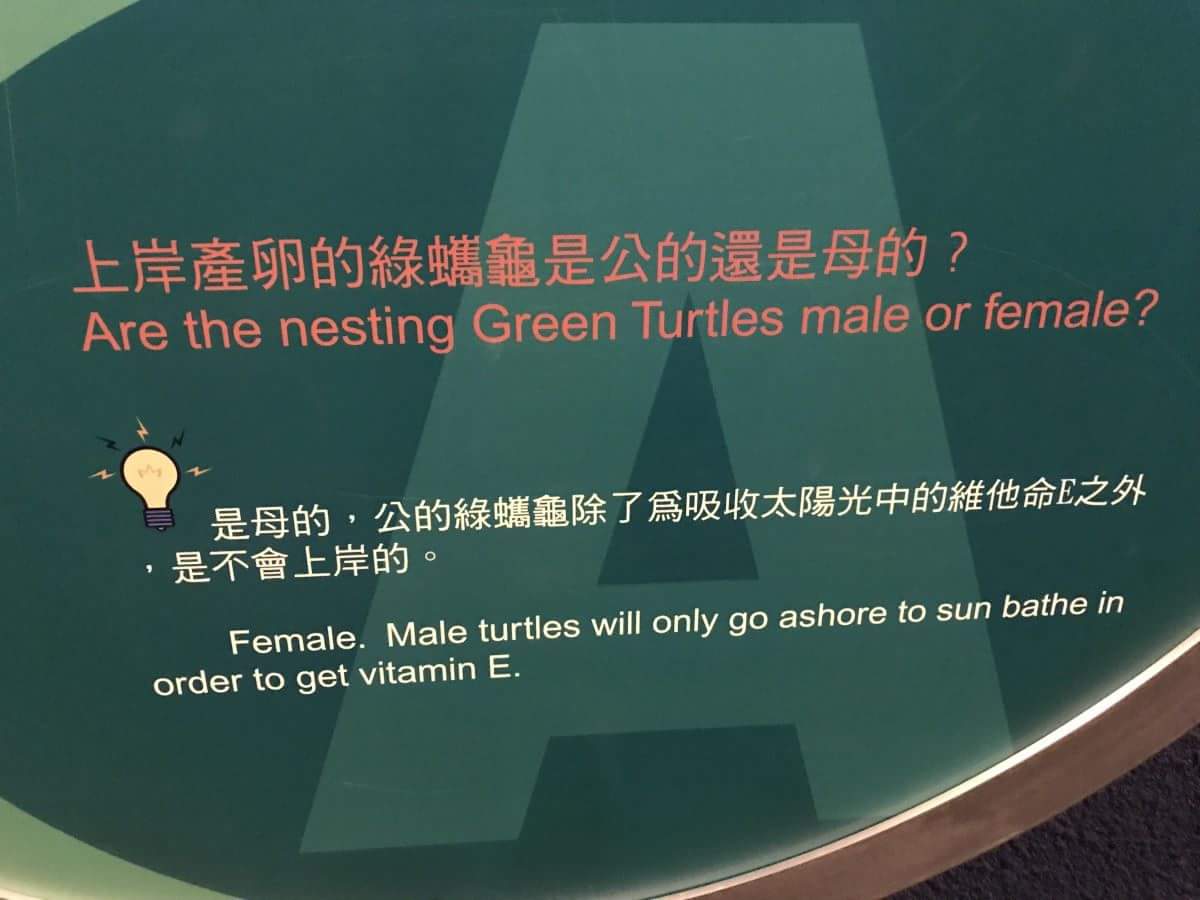 上岸產卵的綠蠵龜是公的還是母的？
Are the nesting Green Turtles male or female?
是母的，公的綠蠵龜除了爲吸收太陽光中的維他命E之外
，是不會上岸的。
Female. Male turtles will only go ashore to sun bathe in
order to get vitamin E.
A